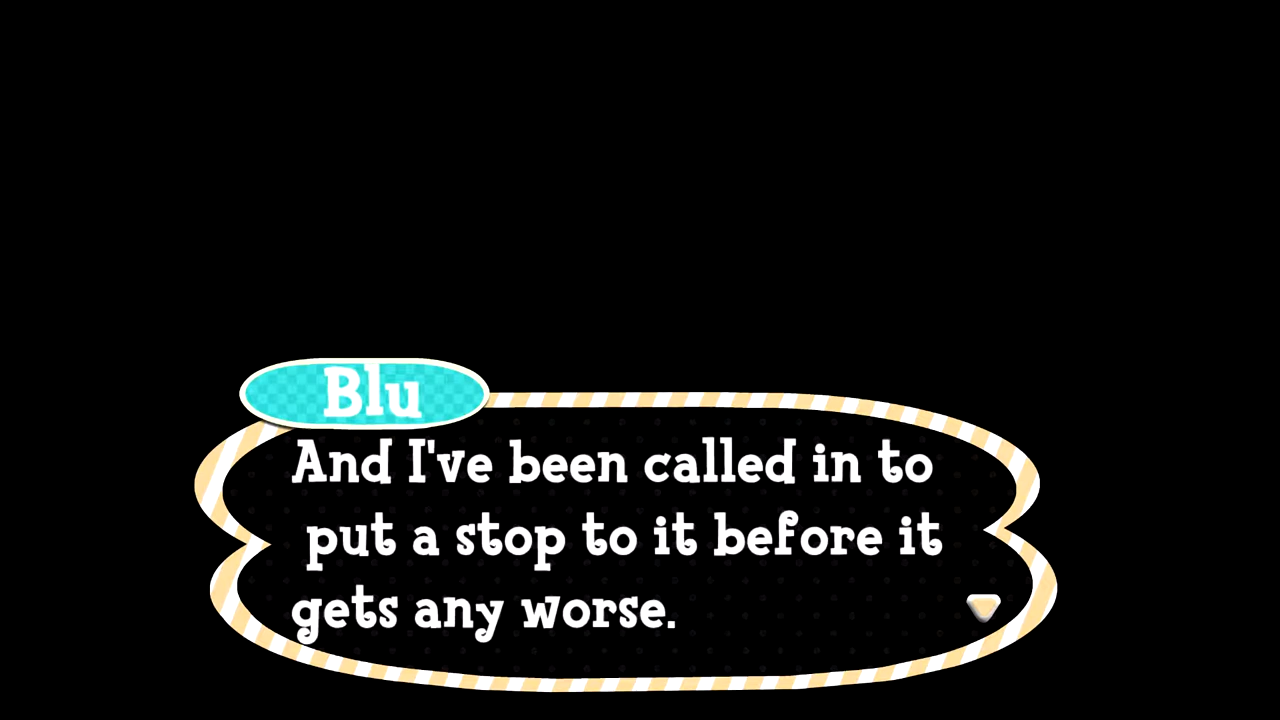 Blu
And I've been called in to
put a stop to it before it
gets any worse.